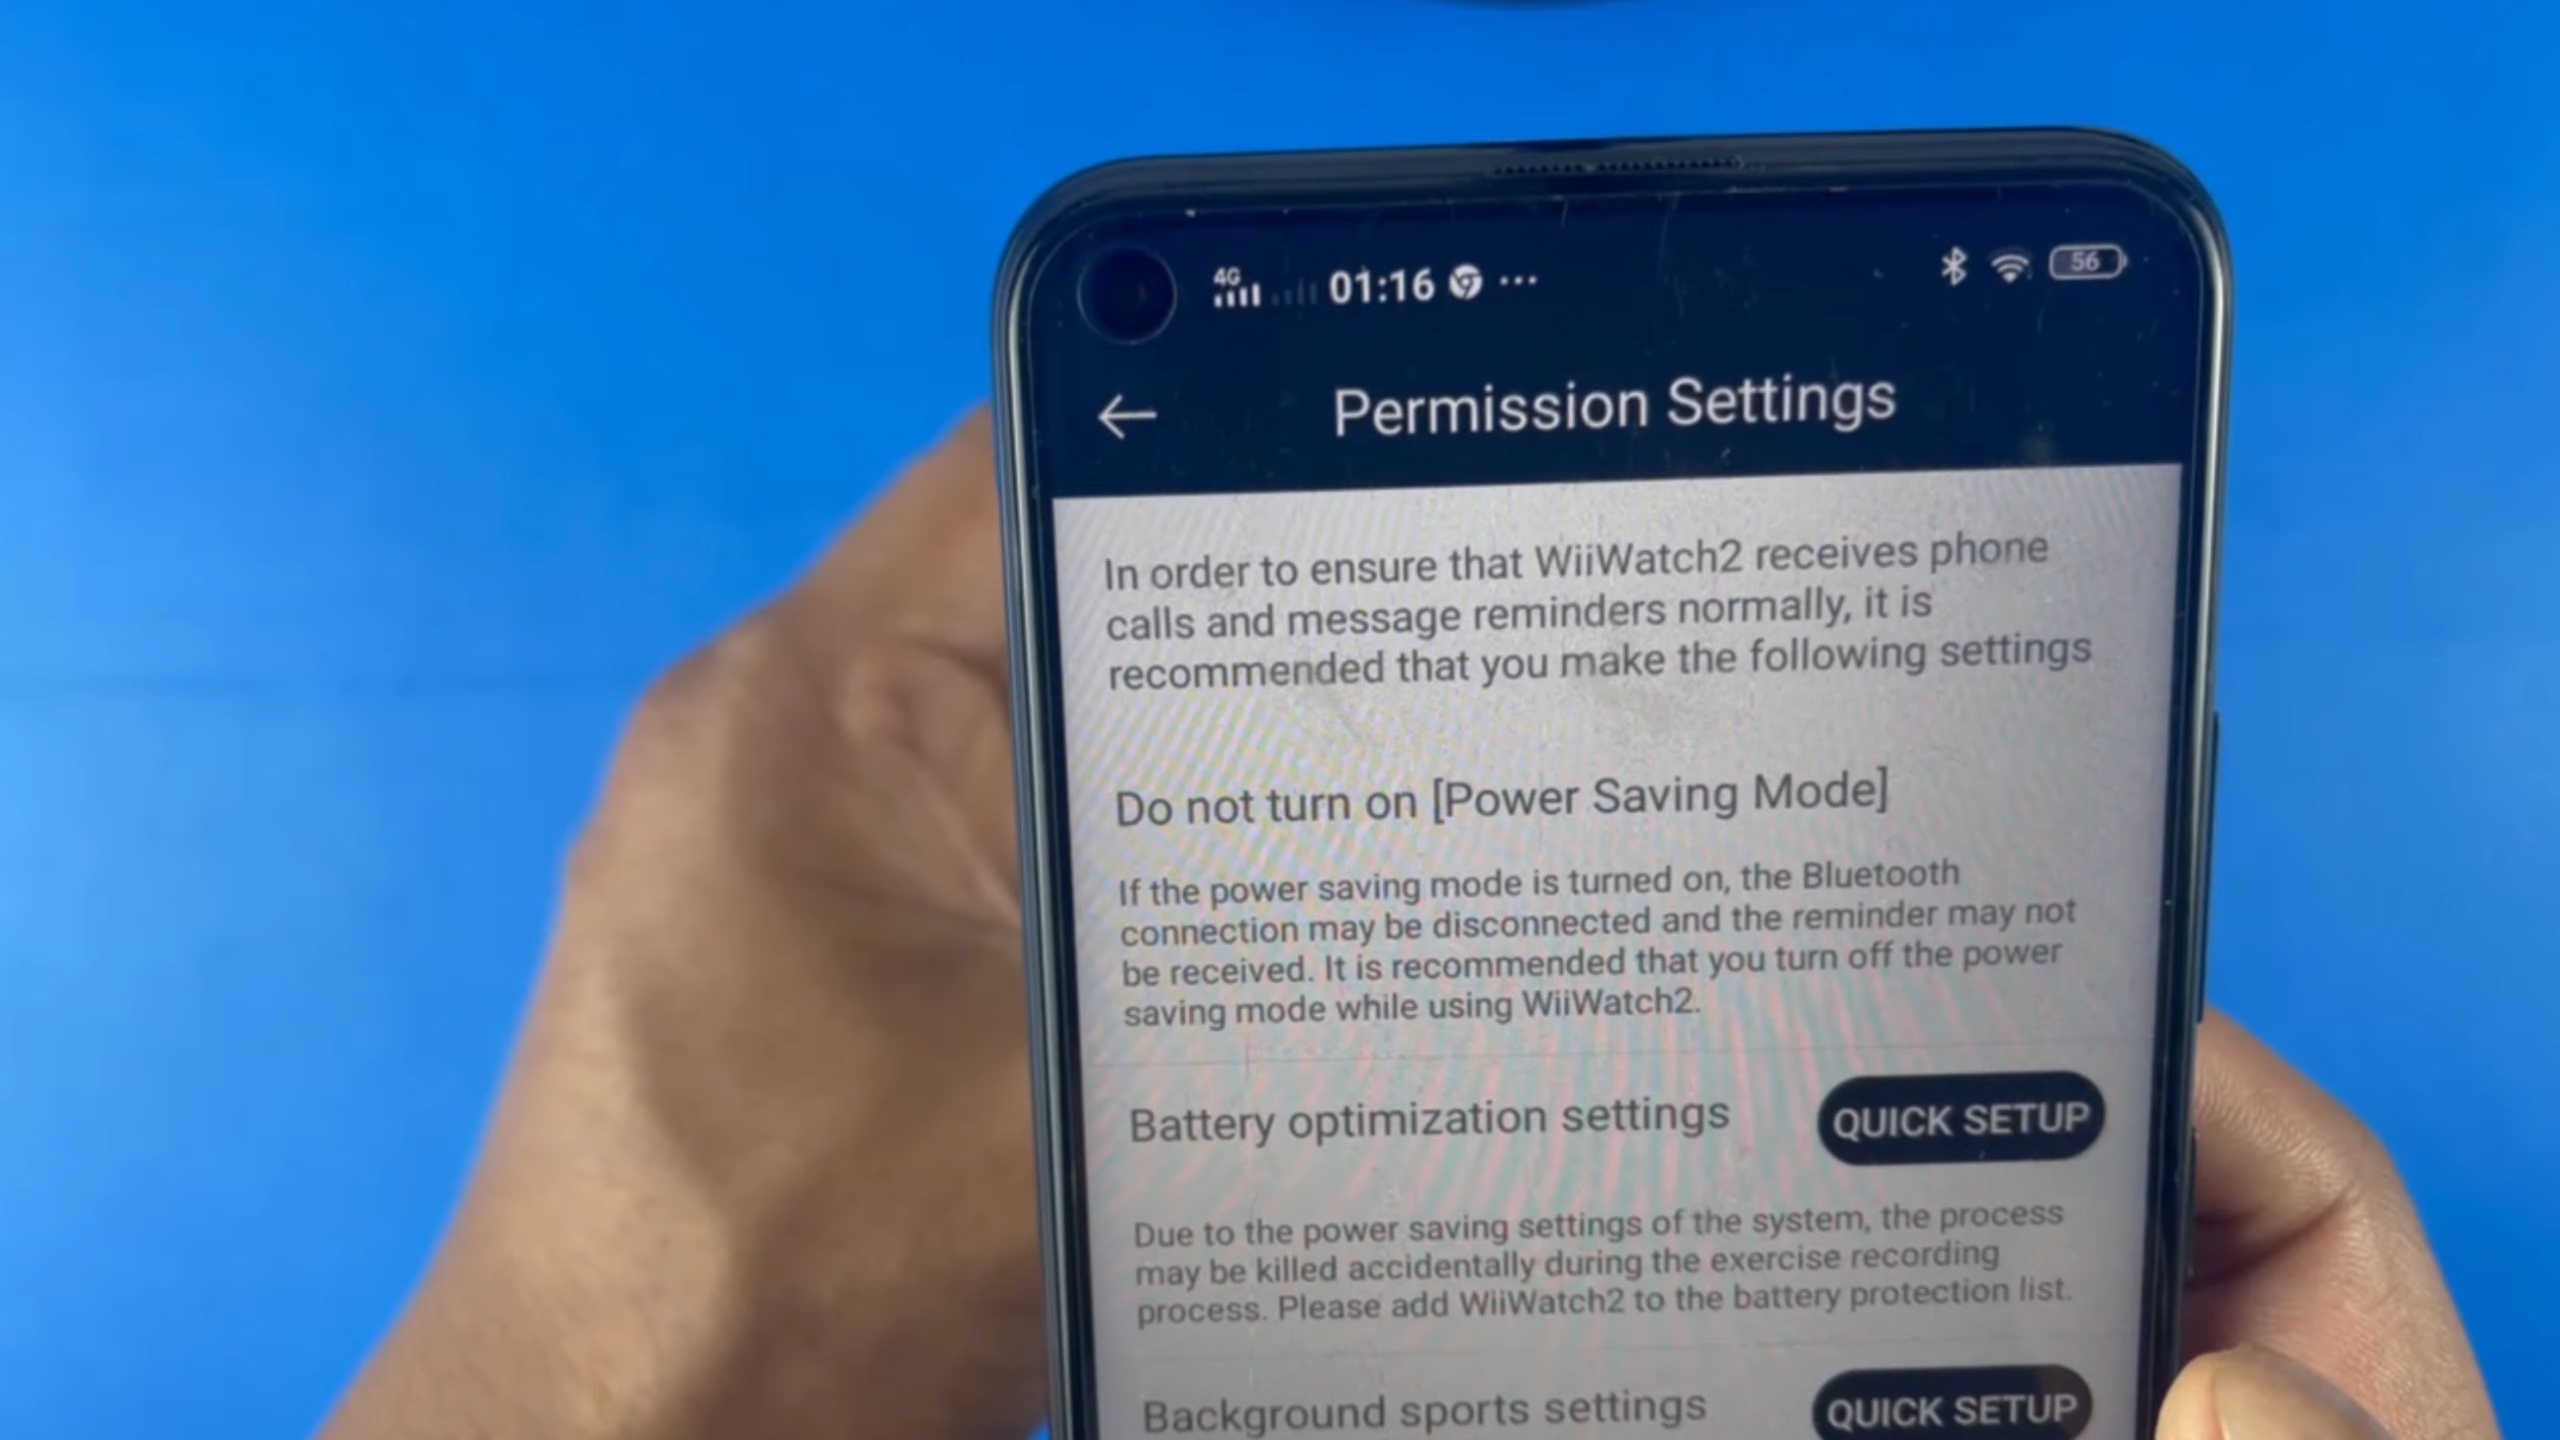 4G 01:16 ... 56
Permission Settings
In order to ensure that WiiWatch2 receives phone
calls and message reminders normally, it is
recommended that you make the following settings
Do not turn on [Power Saving Mode]
If the power saving mode is turned on, the Bluetooth
connection may be disconnected and the reminder may not
be received. It is recommended that you turn off the power
saving mode while using WiiWatch2.
Battery optimization settings QUICK SETUP
Due to the power saving settings of the system, the process
may be killed accidentally during the exercise recording
process. Please add WiiWatch2 to the battery protection list.
Background sports settings QUICK SETUP